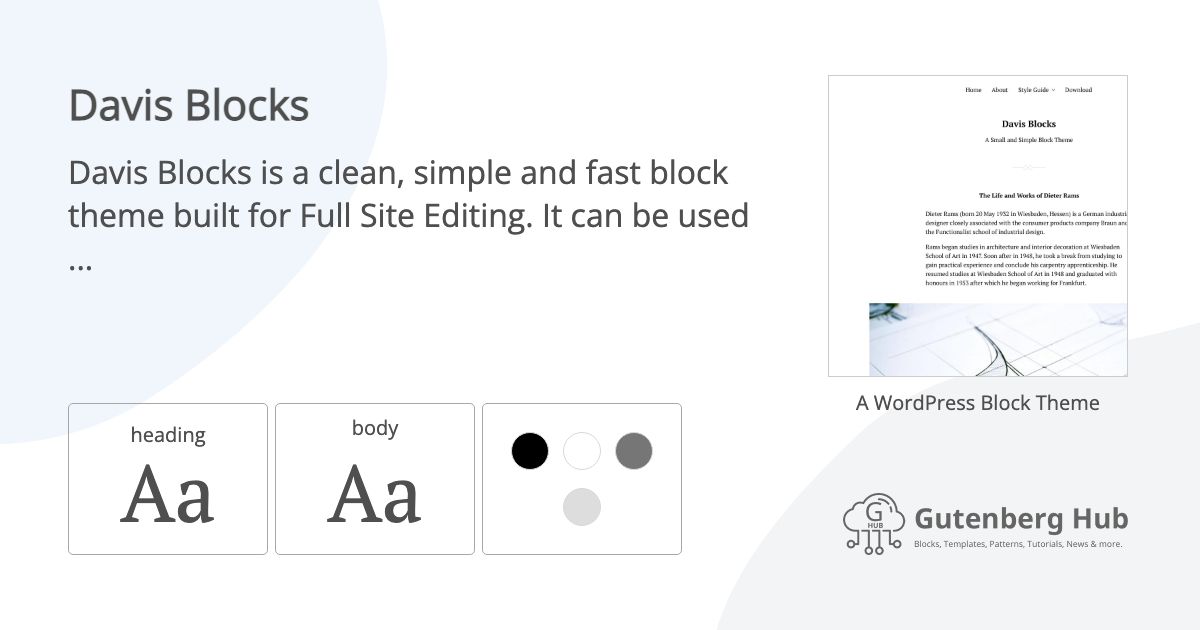 Davis Blocks
Davis Blocks is a clean, simple and fast block
theme built for Full Site Editing. It can be used
...
heading
Aa
body
Aa
Home About Style Guide Download
Davis Blocks
A Small and Simple Block Theme
The Life and Works of Dieter Rams
Dieter Rams (born 20 May 1932 in Wiesbaden, Hessen) is a German industri
designer closely associated with the consumer products company Braun and
the Functionalist school of industrial design.
Rams began studies in architecture and interior decoration at Wiesbaden
School of Art in 1947. Soon after in 1948, he took a break from studying to
gain practical experience and conclude his carpentry apprenticeship. He
resumed studies at Wiesbaden School of Art in 1948 and graduated with
honours in 1953 after which he began working for Frankfurt.
A WordPress Block Theme
G
HUB
Gutenberg Hub
Blocks, Templates, Patterns, Tutorials, News & more.